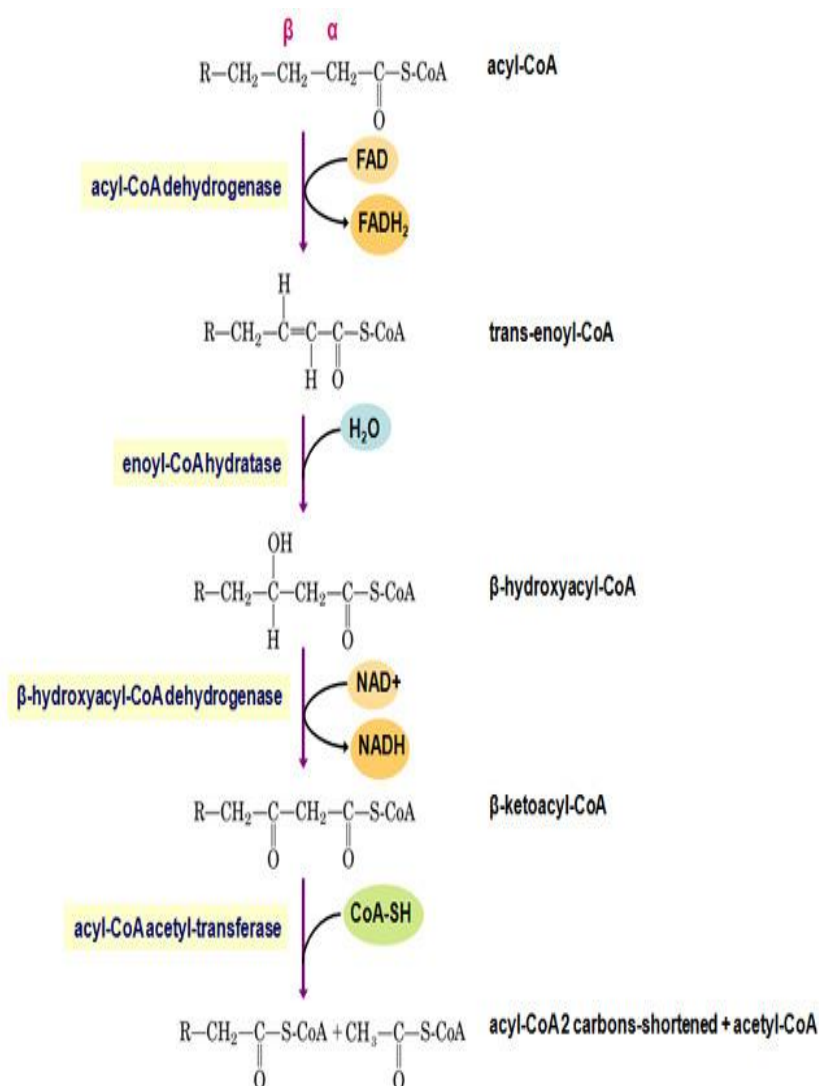 β α
R–CH₂–CH₂–CH₂–C–S-CoA
O
acyl-CoA
acyl-CoA dehydrogenase
FAD
FADH₂
H
R–CH₂–C=C–C–S-CoA
H O
trans-enoyl-CoA
enoyl-CoA hydratase
H₂O
OH
R–CH₂–C–CH₂–C–S-CoA
H O
β-hydroxyacyl-CoA
β-hydroxyacyl-CoA dehydrogenase
NAD+
NADH
R–CH₂–C–CH₂–C–S-CoA
O O
β-ketoacyl-CoA
acyl-CoA acetyl-transferase
CoA-SH
R–CH₂–C–S-CoA + CH₃–C–S-CoA
O O
acyl-CoA 2 carbons-shortened + acetyl-CoA